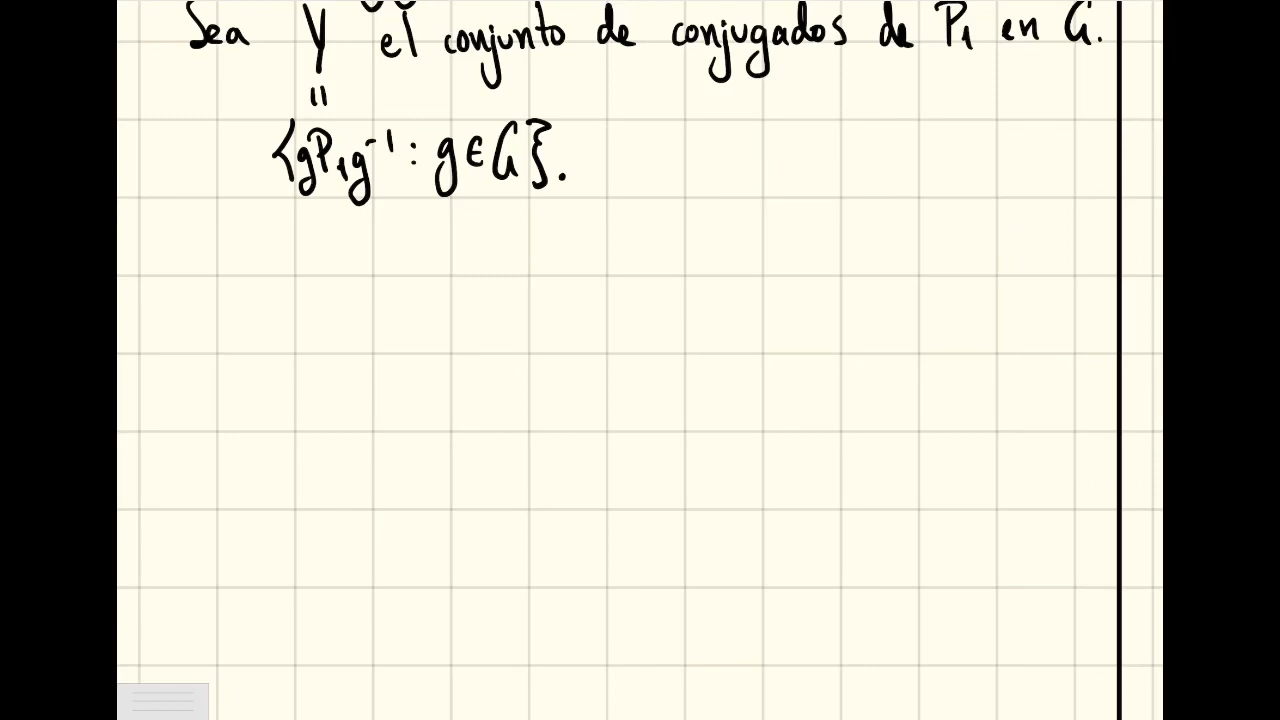 Sea Y el conjunto de conjugados de P₁ en G.
=
{gP₁g⁻¹ : g ∈ G}.